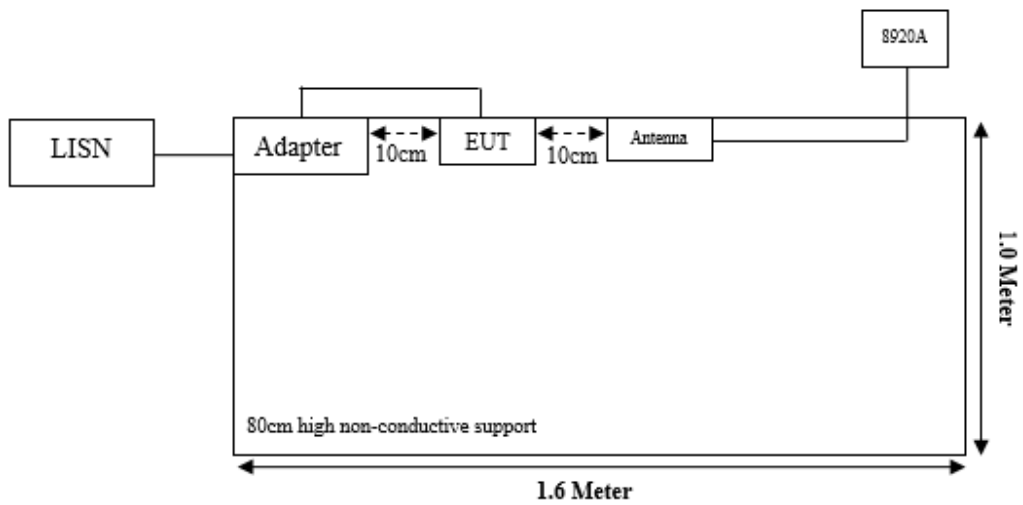 8920A
LISN
Adapter
10cm
EUT
10cm
Antenna
1.0 Meter
80cm high non-conductive support
1.6 Meter